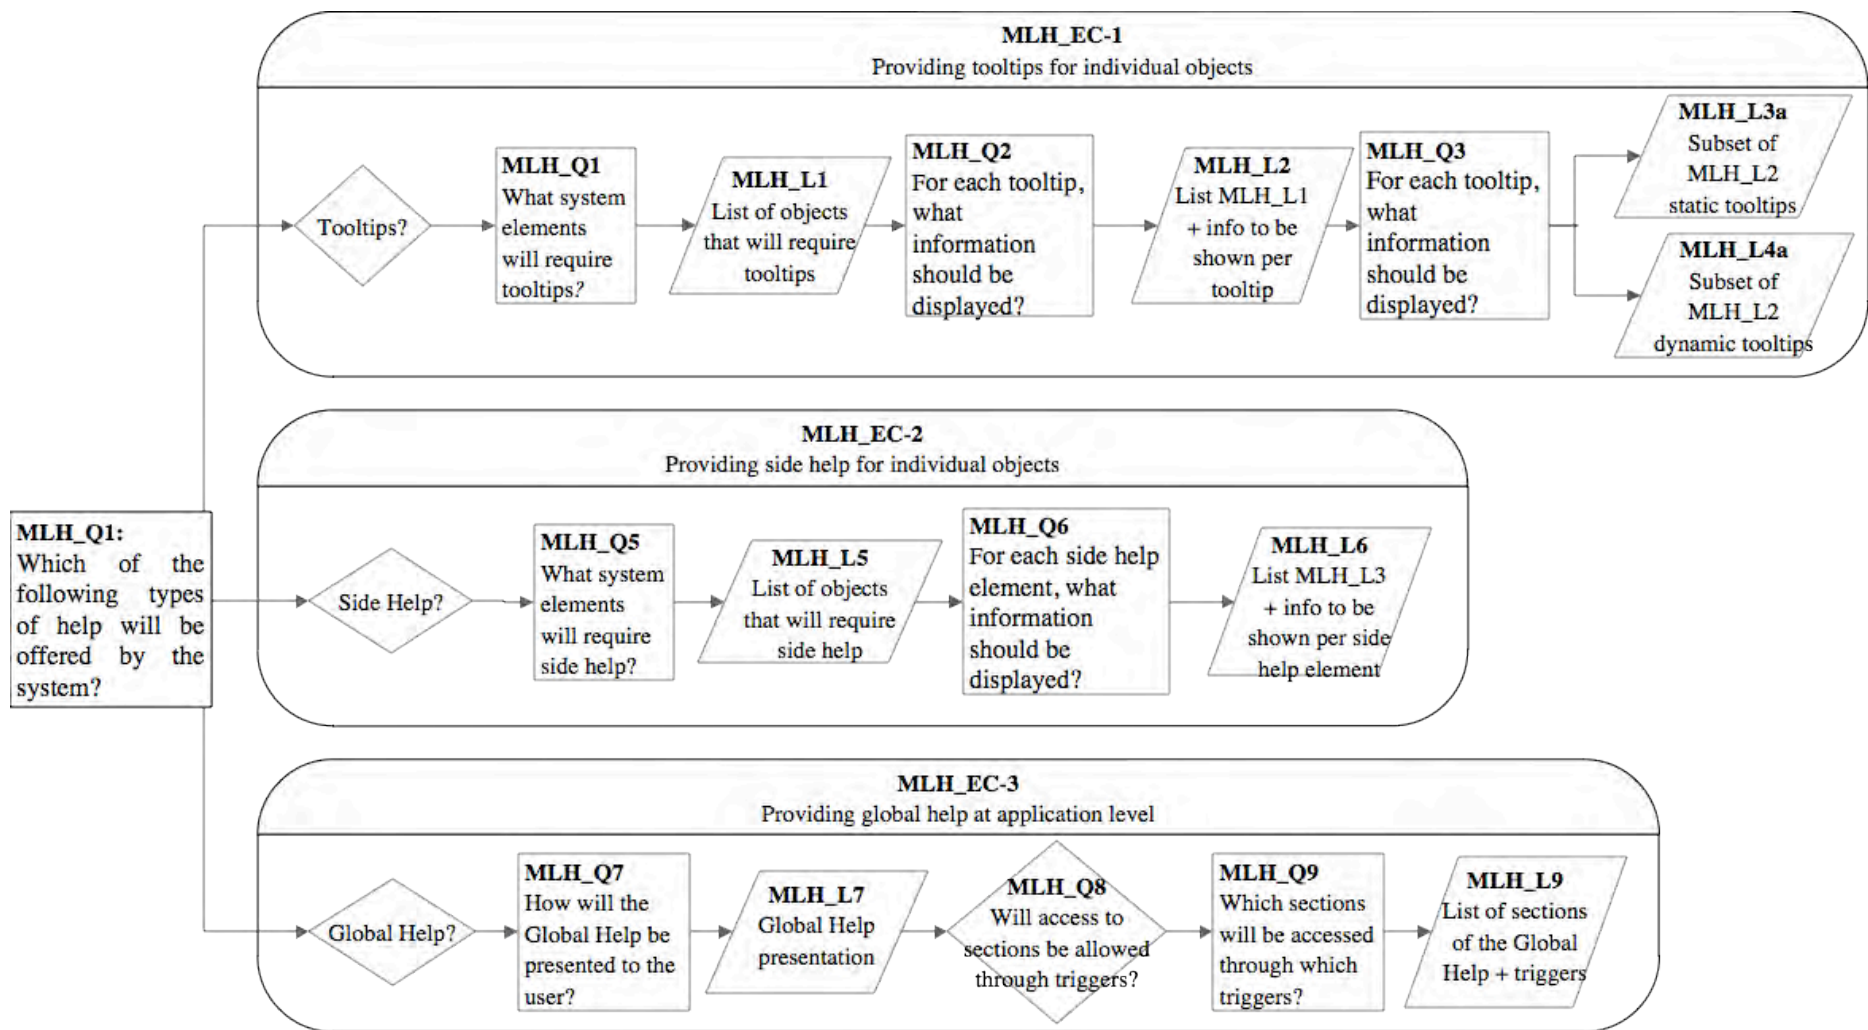 MLH_EC-1
Providing tooltips for individual objects
Tooltips?
MLH_Q1
What system
elements
will require
tooltips?
MLH_L1
List of objects
that will require
tooltips
MLH_Q2
For each tooltip,
what
information
should be
displayed?
MLH_L2
List MLH_L1
+ info to be
shown per
tooltip
MLH_Q3
For each tooltip,
what
information
should be
displayed?
MLH_L3a
Subset of
MLH_L2
static tooltips
MLH_L4a
Subset of
MLH_L2
dynamic tooltips
MLH_Q1:
Which of the
following types
of help will be
offered by the
system?
MLH_EC-2
Providing side help for individual objects
Side Help?
MLH_Q5
What system
elements
will require
side help?
MLH_L5
List of objects
that will require
side help
MLH_Q6
For each side help
element, what
information
should be
displayed?
MLH_L6
List MLH_L3
+ info to be
shown per side
help element
MLH_EC-3
Providing global help at application level
Global Help?
MLH_Q7
How will the
Global Help be
presented to the
user?
MLH_L7
Global Help
presentation
MLH_Q8
Will access to
sections be allowed
through triggers?
MLH_Q9
Which sections
will be accessed
through which
triggers?
MLH_L9
List of sections
of the Global
Help + triggers